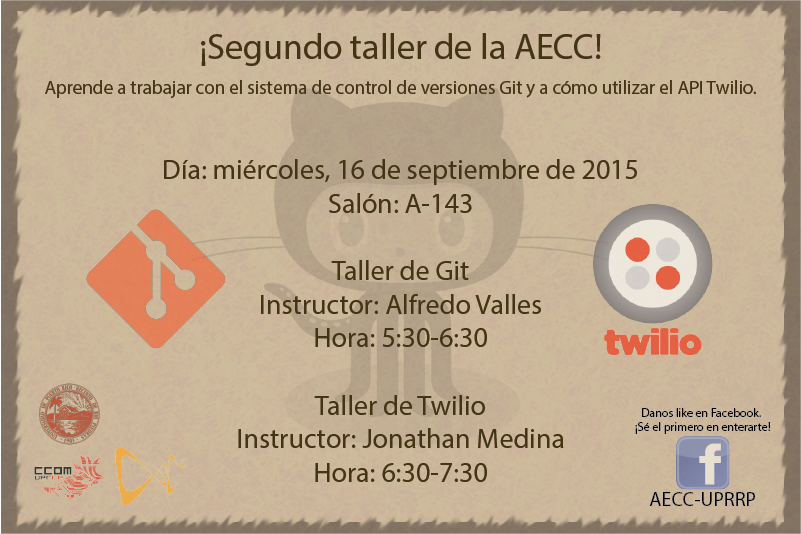 ¡Segundo taller de la AECC!
Aprende a trabajar con el sistema de control de versiones Git y a cómo utilizar el API Twilio.
Día: miércoles, 16 de septiembre de 2015
Salón: A-143
Taller de Git
Instructor: Alfredo Valles
Hora: 5:30-6:30
twilio
Taller de Twilio
Instructor: Jonathan Medina
Hora: 6:30-7:30
Danos like en Facebook.
¡Sé el primero en enterarte!
f
AECC-UPRRP
CCOM